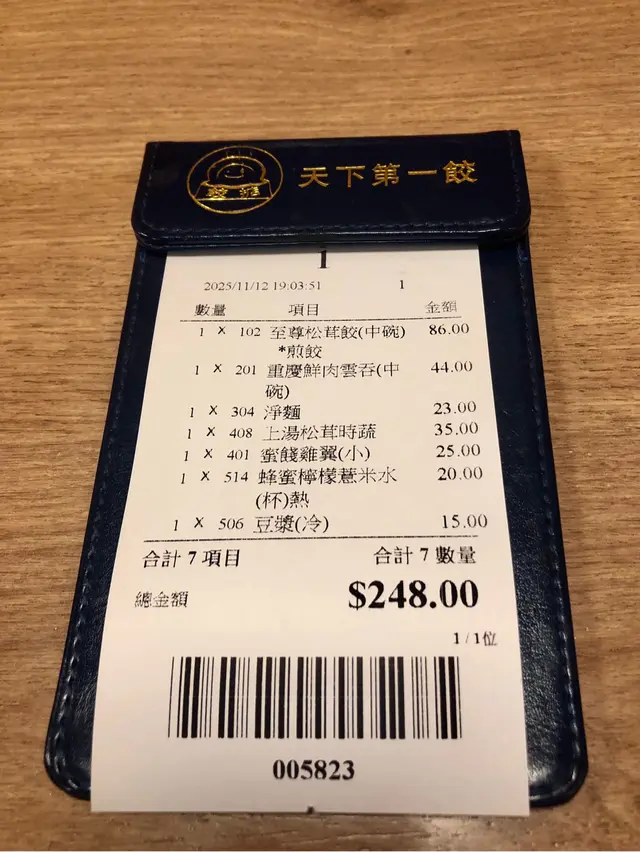 天下第一餃
1
2025/11/12 19:03:51 1
數量 項目 金額
1 X 102 至尊松茸餃(中碗) 86.00
*煎餃
1 X 201 重慶鮮肉雲吞(中 44.00
碗)
1 X 304 淨麵 23.00
1 X 408 上湯松茸時蔬 35.00
1 X 401 蜜餞雞翼(小) 25.00
1 X 514 蜂蜜檸檬薏米水 20.00
(杯)熱
1 X 506 豆漿(冷) 15.00
合計 7 項目 合計 7 數量
總金額 $248.00
1 / 1位
005823